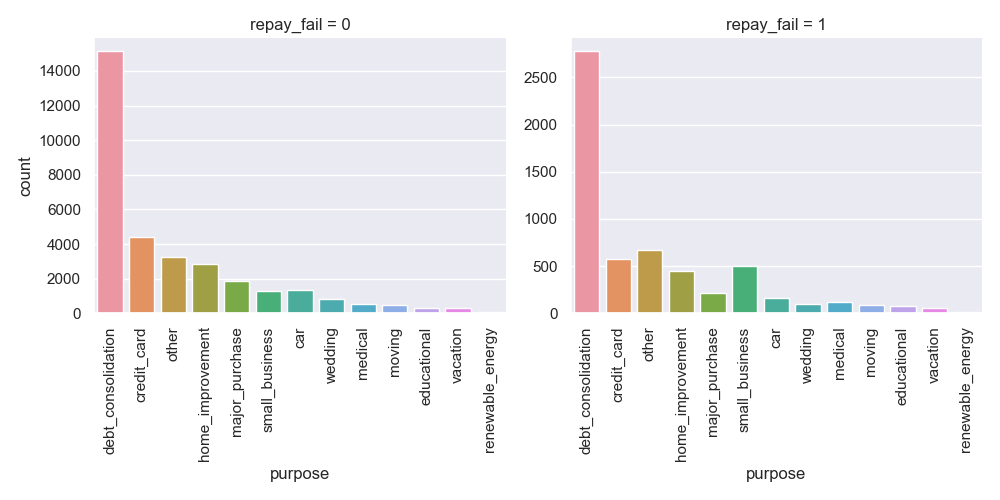 repay_fail = 0
count
14000
12000
10000
8000
6000
4000
2000
0
debt_consolidation
credit_card
other
home_improvement
major_purchase
small_business
car
wedding
medical
moving
educational
vacation
renewable_energy
purpose
repay_fail = 1
2500
2000
1500
1000
500
0
debt_consolidation
credit_card
other
home_improvement
major_purchase
small_business
car
wedding
medical
moving
educational
vacation
renewable_energy
purpose